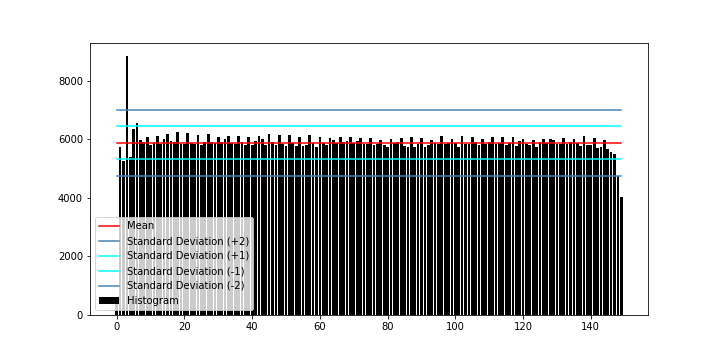 8000
6000
4000
2000
0
Mean
Standard Deviation (+2)
Standard Deviation (+1)
Standard Deviation (-1)
Standard Deviation (-2)
Histogram
0 20 40 60 80 100 120 140